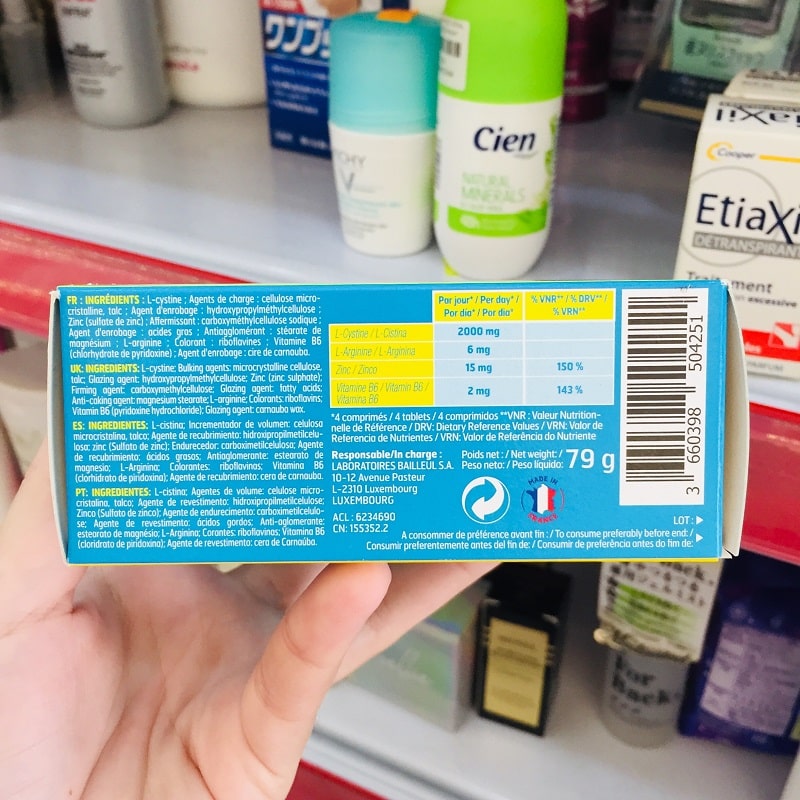 ワンプ
CHY
Cien
NATURAL
MINERALS
iaXil
Cooper
EtiaXil
DÉTRANSPIRANT
excessive
FR : INGRÉDIENTS : L-cystine ; Agents de charge : cellulose micro-
cristalline, talc ; Agent d'enrobage : hydroxypropylméthylcellulose ;
Zinc (sulfate de zinc) ; Affermissant : carboxyméthylcellulose sodique ;
Agent d'enrobage : acides gras ; Antiagglomérant : stéarate de
magnésium ; L-arginine ; Colorant : riboflavines ; Vitamine B6
(chlorhydrate de pyridoxine) ; Agent d'enrobage : cire de carnauba.
UK: INGREDIENTS: L-cystine; Bulking agents: microcrystalline cellulose,
talc; Glazing agent: hydroxypropylmethylcellulose; Zinc (zinc sulphate);
Firming agent: carboxymethylcellulose; Glazing agent: fatty acids;
Anti-caking agent: magnesium stearate; L-arginine; Colorants: riboflavins;
Vitamin B6 (pyridoxine hydrochloride); Glazing agent: carnauba wax.
ES: INGREDIENTES: L-cistina; Incrementador de volumen: celulosa
microcristalina, talco; Agente de recubrimiento: hidroxipropilmetilcelu-
losa; zinc (Sulfato de zinc); Endurecedor: carboximetilcelulosa; Agente
de recubrimiento: ácidos grasos; Antiaglomerante: estearato de
magnesio; L-Arginina; Colorantes: riboflavinas; Vitamina B6
(clorhidrato de piridoxina); Agente de recubrimiento: cera de carnauba.
PT: INGREDIENTES: L-cistina; Agentes de volume: celulose micro-
cristalina, talco; Agente de revestimento: hidroxipropilmetilcelulose;
Zinco (Sulfato de zinco); Agente de endurecimento: carboximetilcelulo-
se; Agente de revestimento: ácidos gordos; Anti-aglomerante:
estearato de magnésio; L-Arginina; Corantes: riboflavinas; Vitamina B6
(cloridrato de piridoxina); Agente de revestimento: cera de Carnaúba.
Par jour* / Per day* / % VNR** / % DRV** /
Por día* / Por dia* % VRN**
L-Cystine / L-Cistina 2000 mg
L-Arginine / L-Arginina 6 mg
Zinc / Zinco 15 mg 150 %
Vitamine B6 / Vitamin B6 / 2 mg 143 %
Vitamina B6
*4 comprimés / 4 tablets / 4 comprimidos **VNR : Valeur Nutrition-
nelle de Référence / DRV: Dietary Reference Values / VRN: Valor de
Referencia de Nutrientes / VRN: Valor de Referência do Nutriente
Responsable/In charge :
LABORATOIRES BAILLEUL S.A.
10-12 Avenue Pasteur
L-2310 Luxembourg
LUXEMBOURG
ACL : 6234690
CN: 155352.2
Poids net : / Net weight: /
Peso neto: / Peso líquido: 79 g
MADE IN
FRANCE
LOT :
A consommer de préférence avant fin : / To consume preferably before end: /
Consumir preferentemente antes del fin de: / Consumir de preferência antes do fim de:
3 660398 504251
For
Back